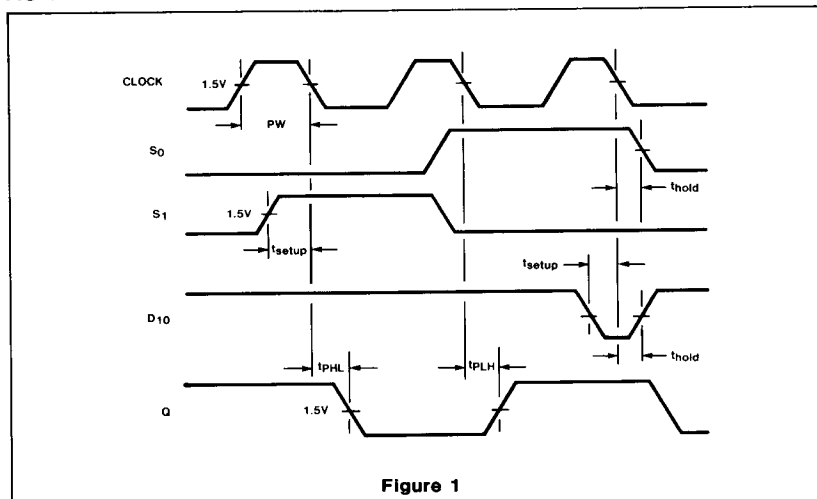 CLOCK
1.5V
PW
S0
thold
S1
1.5V
tsetup
tsetup
D10
thold
tPHL
tPLH
Q
1.5V
Figure 1